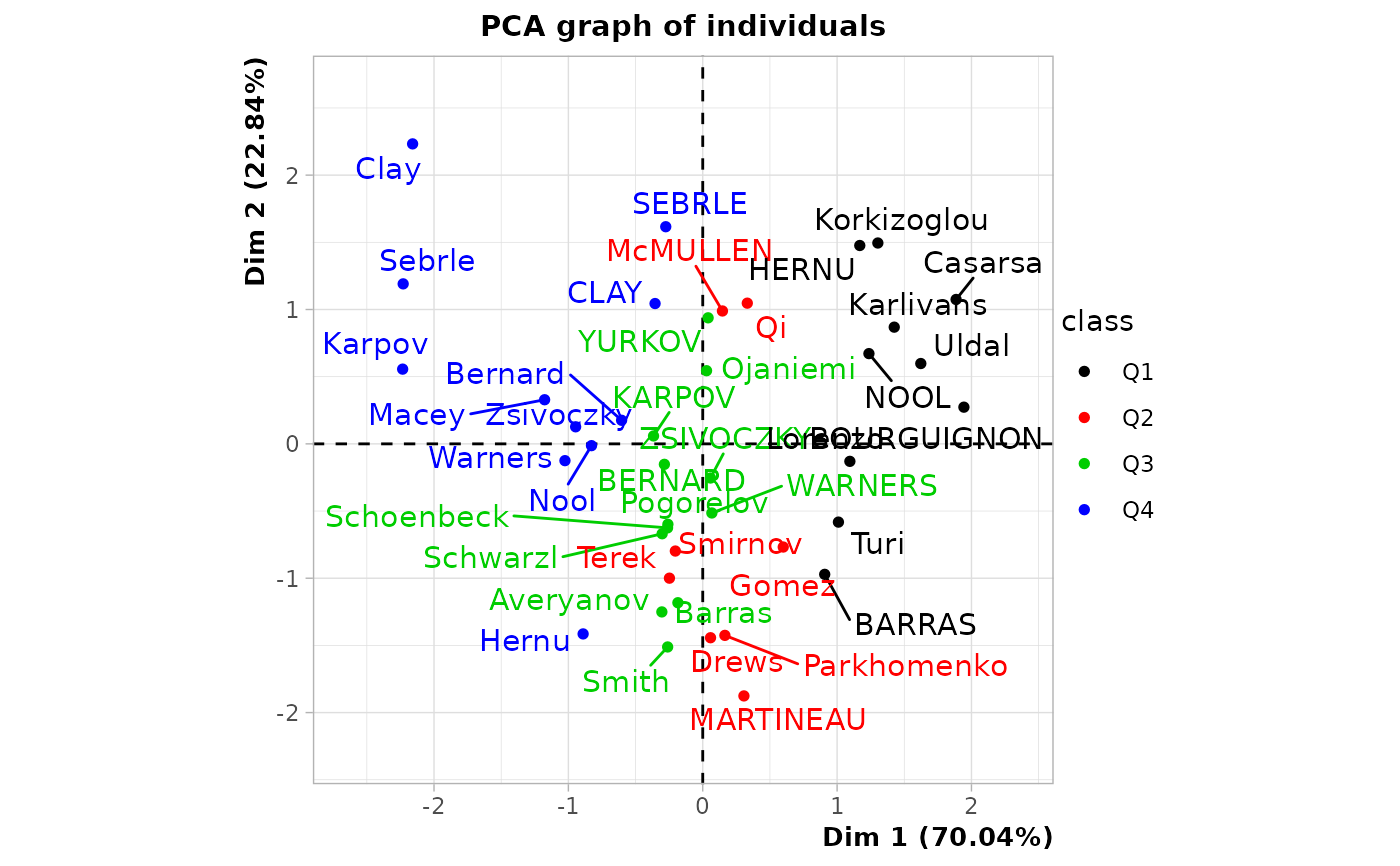 PCA graph of individuals
Dim 2 (22.84%)
2
1
0
-1
-2
Clay
SEBRLE
Korkizoglou
McMULLEN
Sebrle
HERNU
Casarsa
CLAY
Karlivans
Qi
YURKOV
Karpov
Uldal
Ojaniemi
Bernard
KARPOV
NOOL
Macey
Zsivoczky
ZSIVOCZKY
Lorenzo
BOURGUIGNON
Warners
BERNARD
WARNERS
Nool
Pogorelov
Schoenbeck
Smirnov
Turi
Schwarzl
Terek
Gomez
Averyanov
Barras
BARRAS
Hernu
Drews
Parkhomenko
Smith
MARTINEAU
-2
-1
0
1
2
Dim 1 (70.04%)
class
Q1
Q2
Q3
Q4